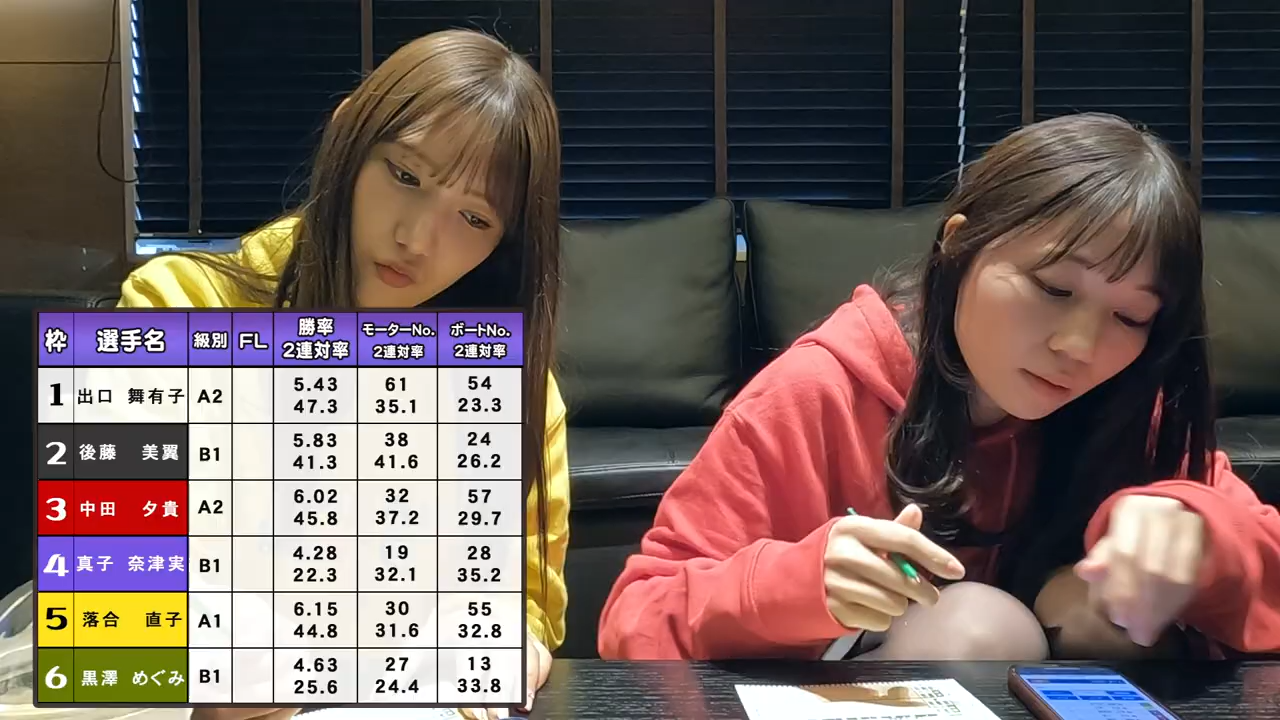 枠 選手名 級別 FL 勝率 2連対率 モーターNo. 2連対率 ボートNo. 2連対率
1 出口 舞有子 A2 5.43 47.3 61 35.1 54 23.3
2 後藤 美翼 B1 5.83 41.3 38 41.6 24 26.2
3 中田 夕貴 A2 6.02 45.8 32 37.2 57 29.7
4 真子 奈津実 B1 4.28 22.3 19 32.1 28 35.2
5 落合 直子 A1 6.15 44.8 30 31.6 55 32.8
6 黒澤 めぐみ B1 4.63 25.6 27 24.4 13 33.8